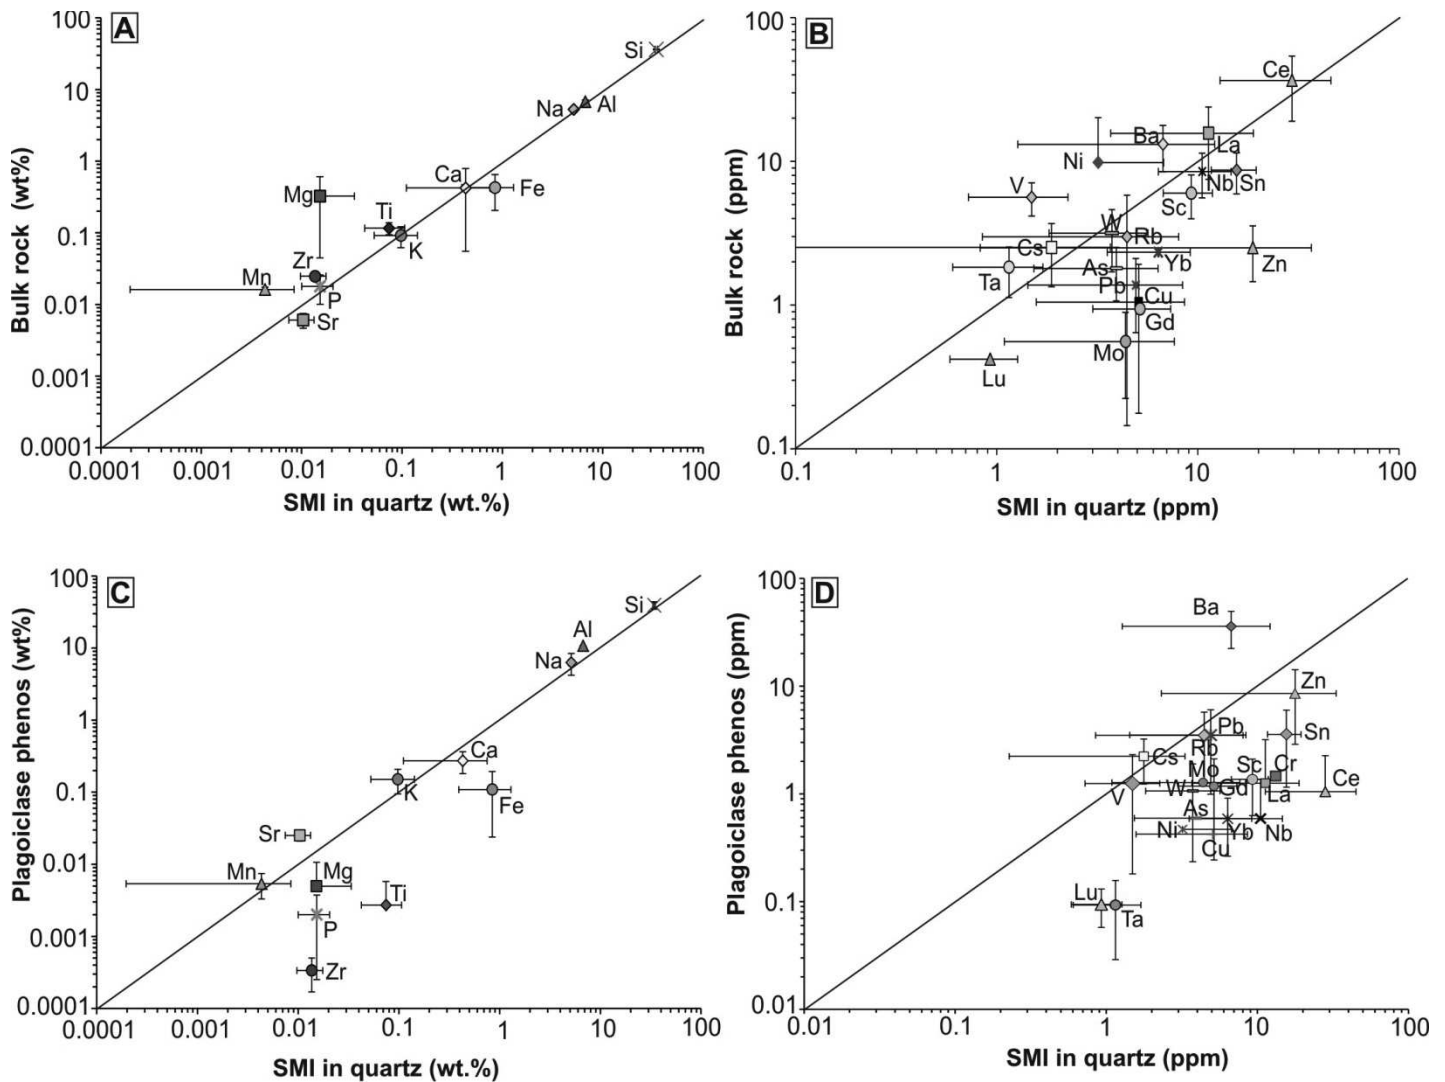 A
100
10
1
0.1
0.01
0.001
0.0001
Bulk rock (wt%)
Si
Na
Al
Ca
Fe
Mg
Ti
K
Zr
Mn
P
Sr
0.0001
0.001
0.01
0.1
1
10
100
SMI in quartz (wt.%)
B
100
10
1
0.1
Bulk rock (ppm)
Ce
Ba
La
Ni
Nb
Sn
V
Sc
W
Rb
Cs
As
Yb
Zn
Ta
Pb
Cu
Gd
Mo
Lu
0.1
1
10
100
SMI in quartz (ppm)
C
100
10
1
0.1
0.01
0.001
0.0001
Plagoiclase phenos (wt%)
Si
Al
Na
Ca
K
Fe
Sr
Mn
Mg
Ti
P
Zr
0.0001
0.001
0.01
0.1
1
10
100
SMI in quartz (wt.%)
D
100
10
1
0.1
0.01
Plagoiclase phenos (ppm)
Ba
Zn
Pb
Sn
Rb
Cs
Mo
Sc
Cr
V
W
Gd
La
Ce
As
Ni
Yb
Nb
Cu
Lu
Ta
0.01
0.1
1
10
100
SMI in quartz (ppm)